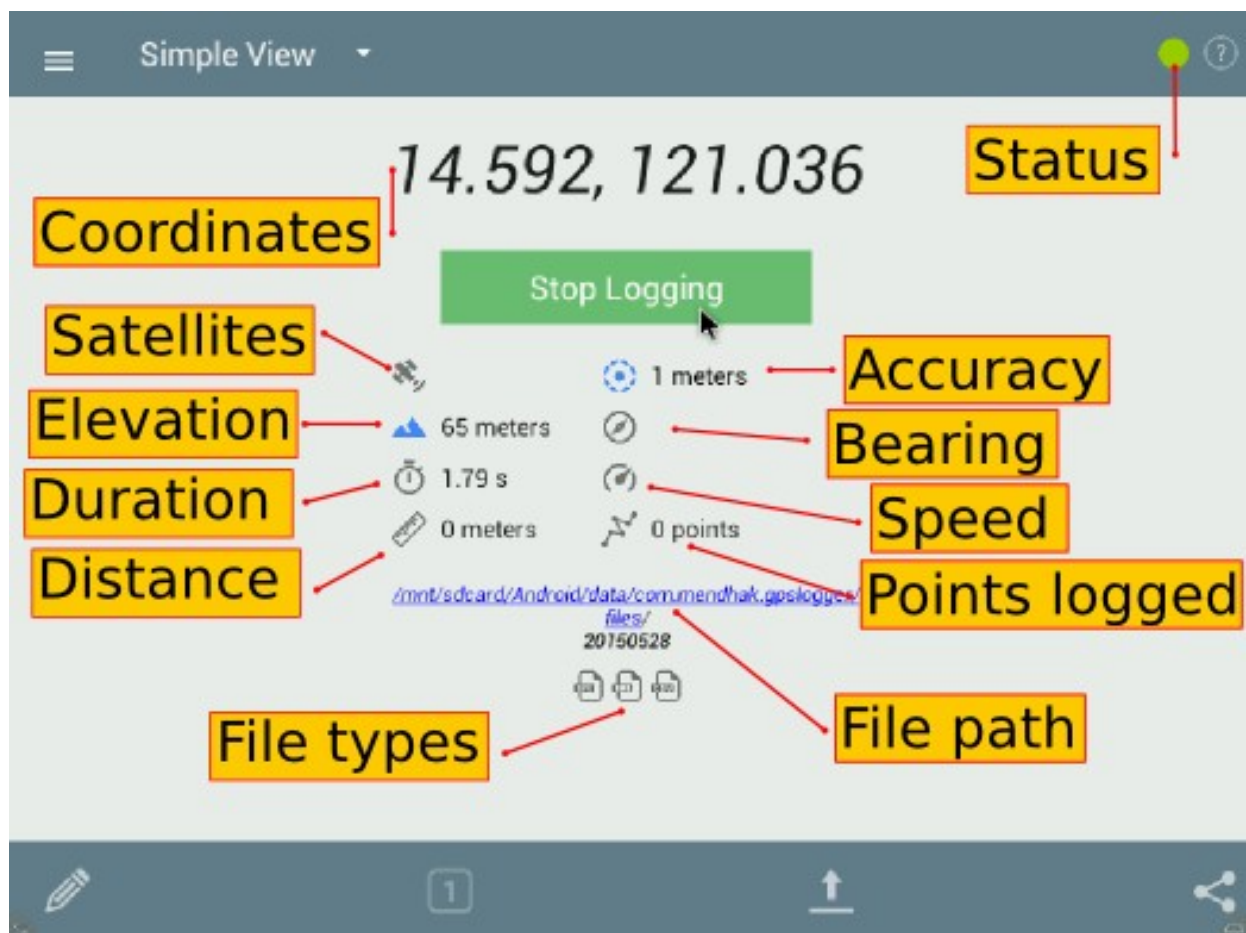 Simple View
?
Status
14.592, 121.036
Coordinates
Stop Logging
Satellites
1 meters
Accuracy
Elevation
65 meters
Bearing
Duration
1.79 s
Speed
Distance
0 meters
0 points
Points logged
/mnt/sdcard/Android/data/com.mendhak.gpslogger/
files/
20150528
File types
File path
1